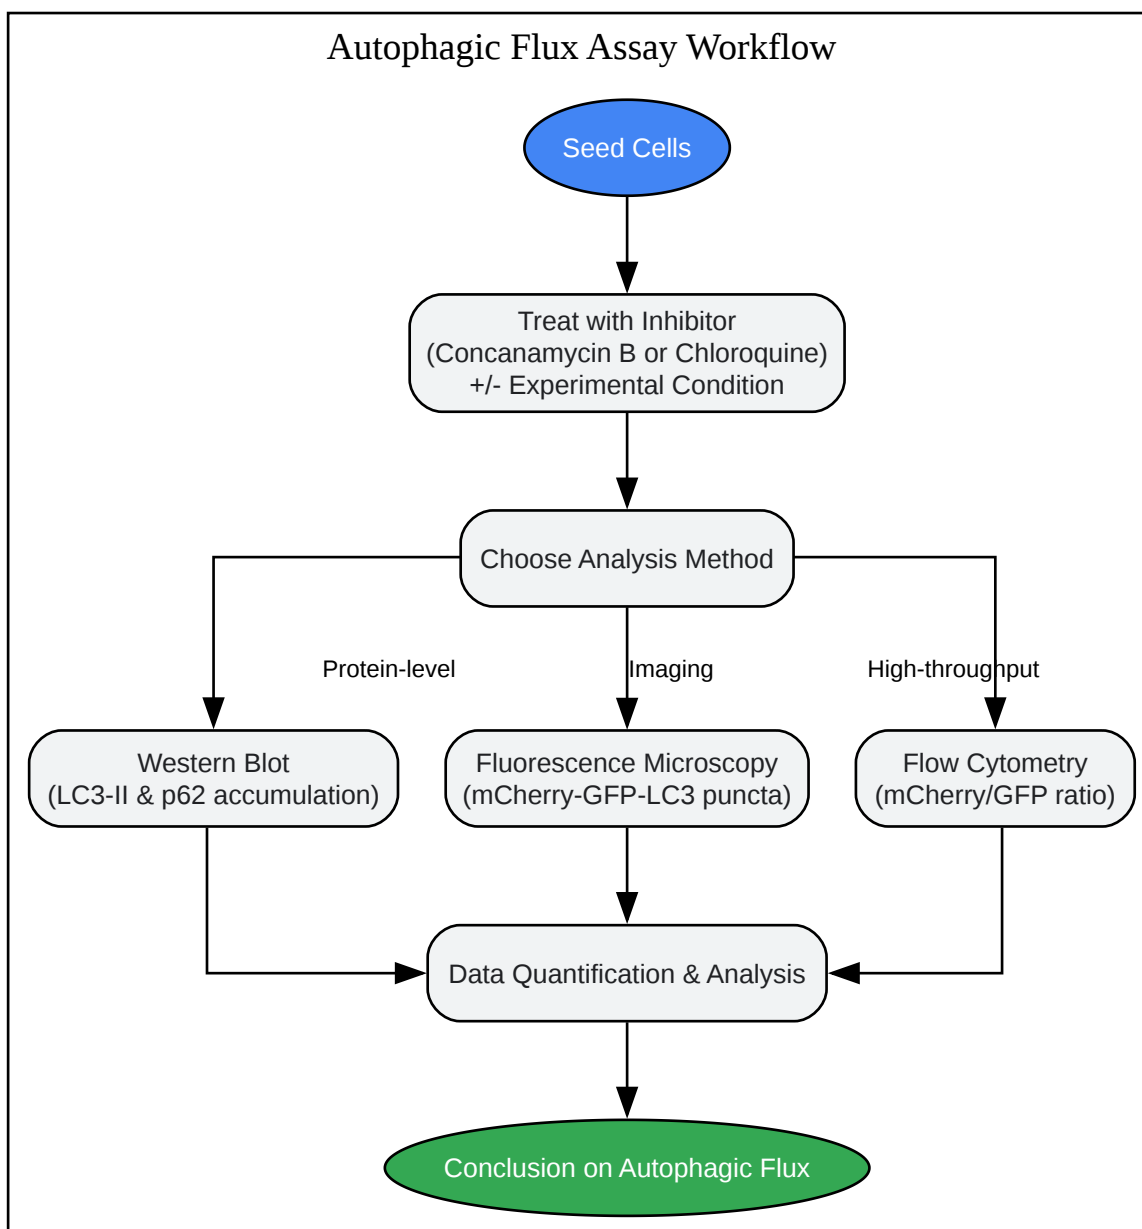 Autophagic Flux Assay Workflow
Seed Cells
Treat with Inhibitor
(Concanamycin B or Chloroquine)
+/- Experimental Condition
Choose Analysis Method
Protein-level
Imaging
High-throughput
Western Blot
(LC3-II & p62 accumulation)
Fluorescence Microscopy
(mCherry-GFP-LC3 puncta)
Flow Cytometry
(mCherry/GFP ratio)
Data Quantification & Analysis
Conclusion on Autophagic Flux